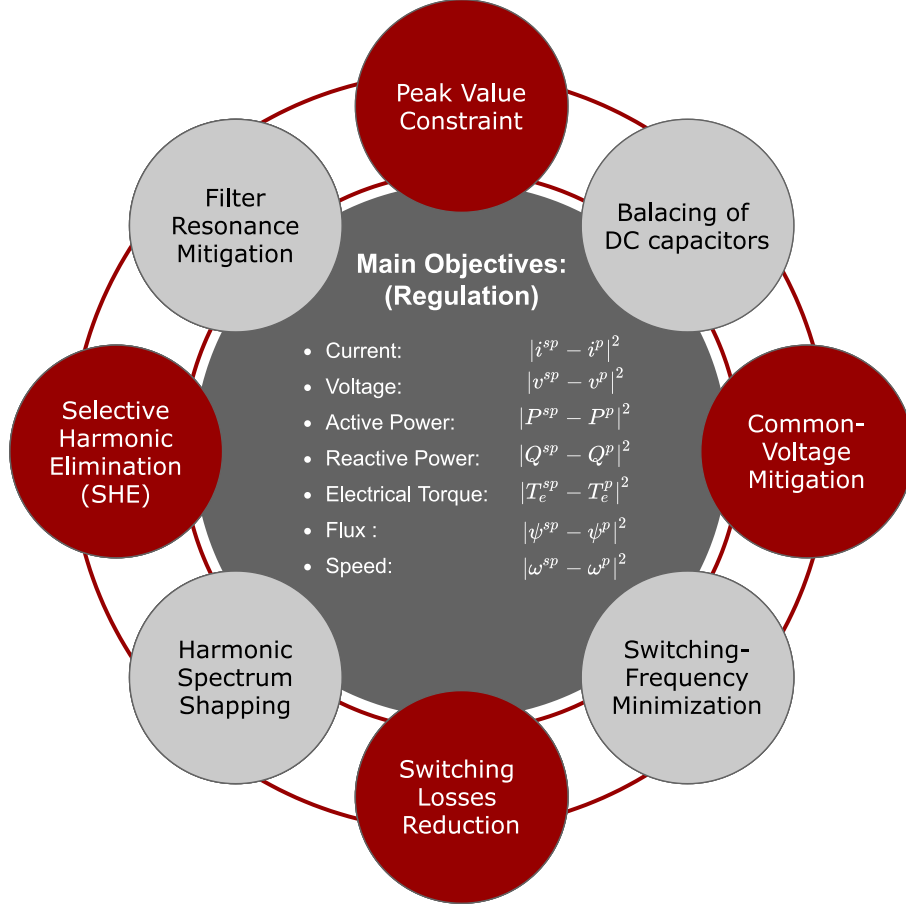 Peak Value
Constraint
Filter
Resonance
Mitigation
Balacing of
DC capacitors
Main Objectives:
(Regulation)
• Current: |i^{sp} − i^{p}|^2
• Voltage: |v^{sp} − v^{p}|^2
• Active Power: |P^{sp} − P^{p}|^2
• Reactive Power: |Q^{sp} − Q^{p}|^2
• Electrical Torque: |T_e^{sp} − T_e^{p}|^2
• Flux : |ψ^{sp} − ψ^{p}|^2
• Speed: |ω^{sp} − ω^{p}|^2
Selective
Harmonic
Elimination
(SHE)
Common-
Voltage
Mitigation
Harmonic
Spectrum
Shapping
Switching-
Frequency
Minimization
Switching
Losses
Reduction